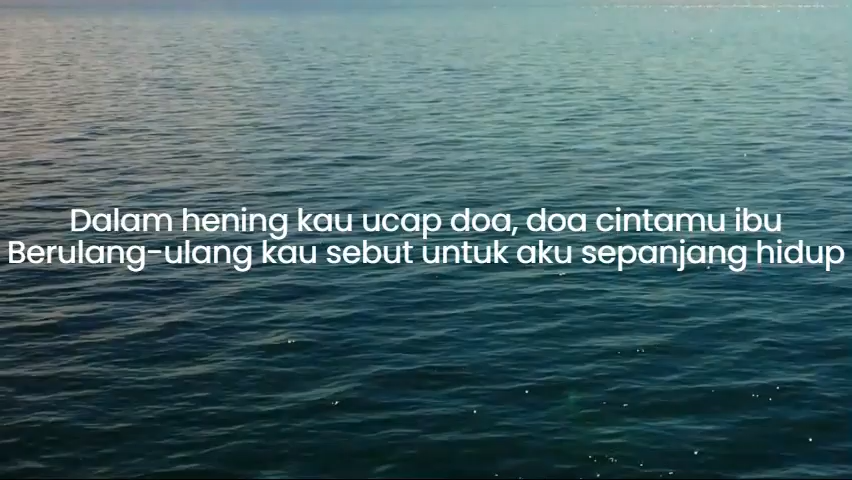 Dalam hening kau ucap doa, doa cintamu ibu
Berulang-ulang kau sebut untuk aku sepanjang hidup